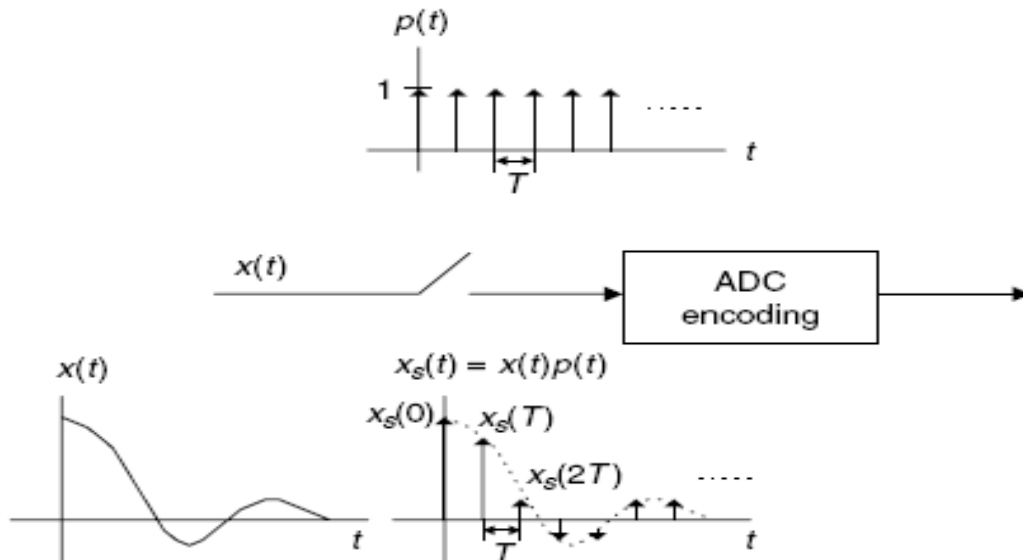 p(t)
1
t
T
x(t)
ADC
encoding
x(t)
t
xₛ(t) = x(t)p(t)
xₛ(0)
xₛ(T)
xₛ(2T)
T
t